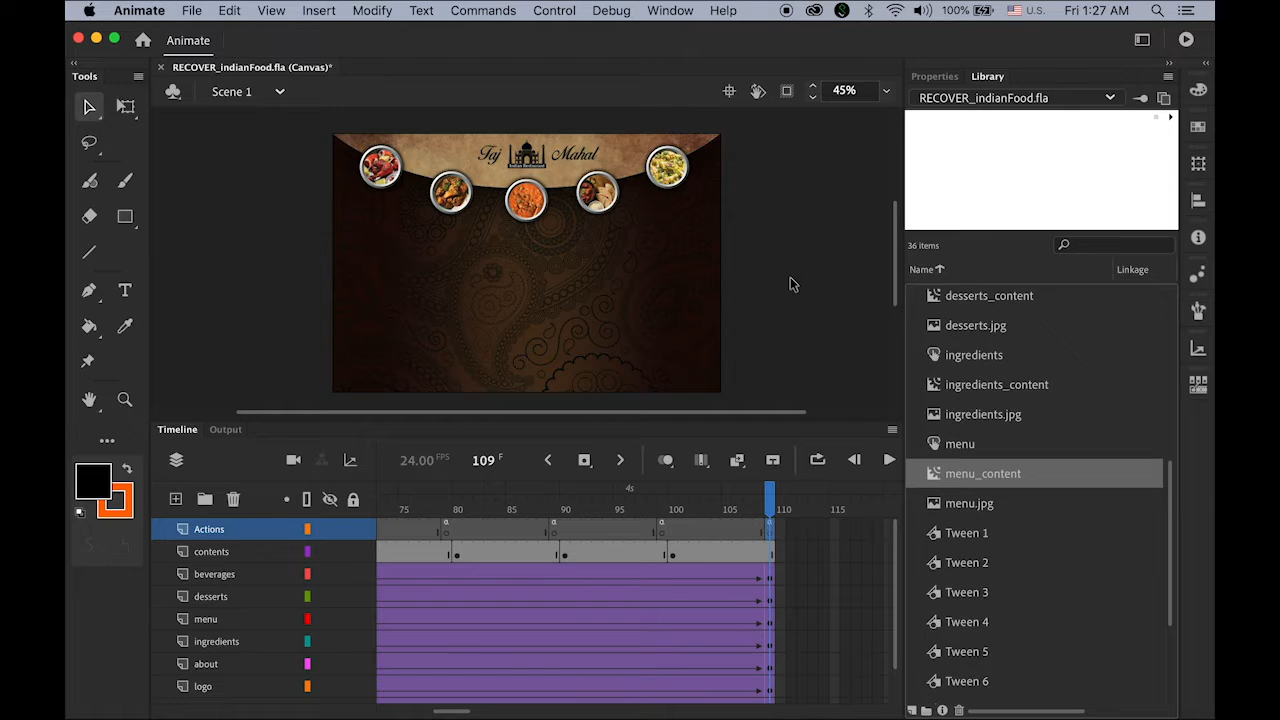 Animate File Edit View Insert Modify Text Commands Control Debug Window Help 100% U.S. Fri 1:27 AM
Animate
Tools
RECOVER_indianFood.fla (Canvas)*
Properties Library
Scene 1 45%
RECOVER_indianFood.fla
Taj Mahal
Indian Restaurant
36 items
Name Linkage
desserts_content
desserts.jpg
ingredients
ingredients_content
ingredients.jpg
menu
menu_content
menu.jpg
Tween 1
Tween 2
Tween 3
Tween 4
Tween 5
Tween 6
Timeline Output
24.00 FPS 109 F
4s
75 80 85 90 95 100 105 110 115
Actions
contents
beverages
desserts
menu
ingredients
about
logo